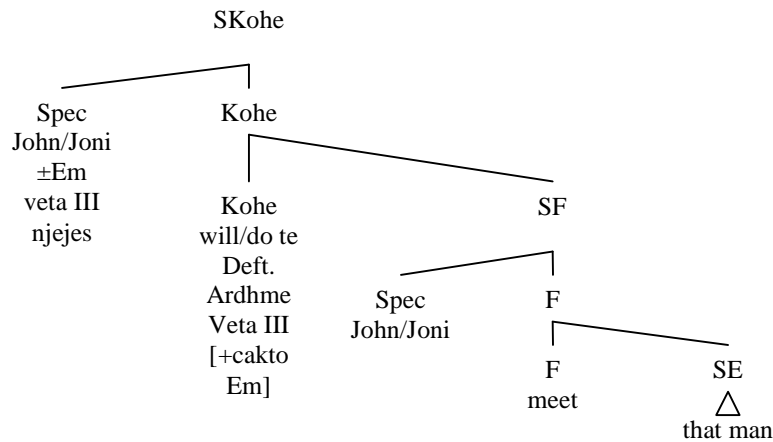 SKohe
Spec
John/Joni
±Em
veta III
njejes
Kohe
Kohe
will/do te
Deft.
Ardhme
Veta III
[+cakto
Em]
SF
Spec
John/Joni
F
F
meet
SE
that man